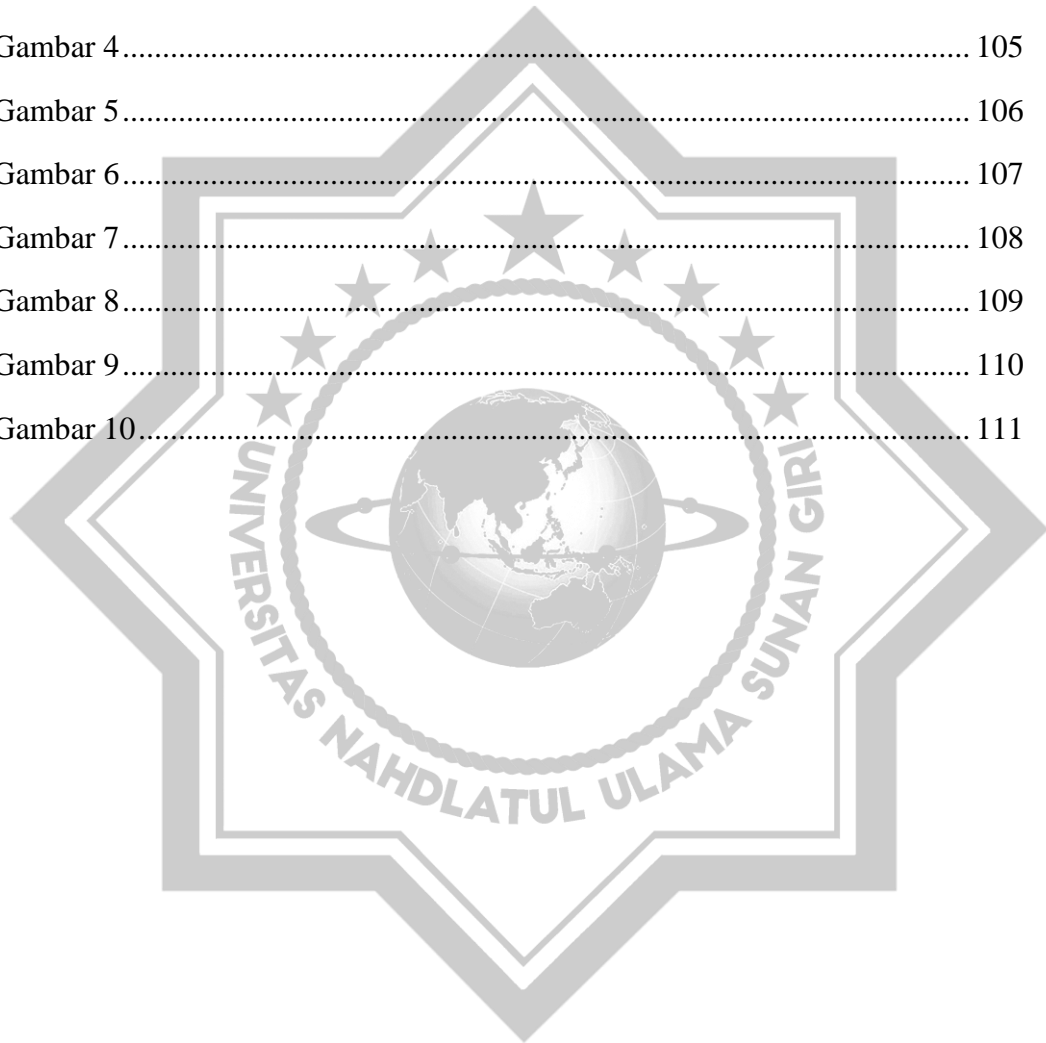 Gambar 4.......................................................................................................... 105
Gambar 5.......................................................................................................... 106
Gambar 6.......................................................................................................... 107
Gambar 7.......................................................................................................... 108
Gambar 8.......................................................................................................... 109
Gambar 9.......................................................................................................... 110
Gambar 10........................................................................................................ 111
UNIVERSITAS NAHDLATUL ULAMA SUNAN GIRI